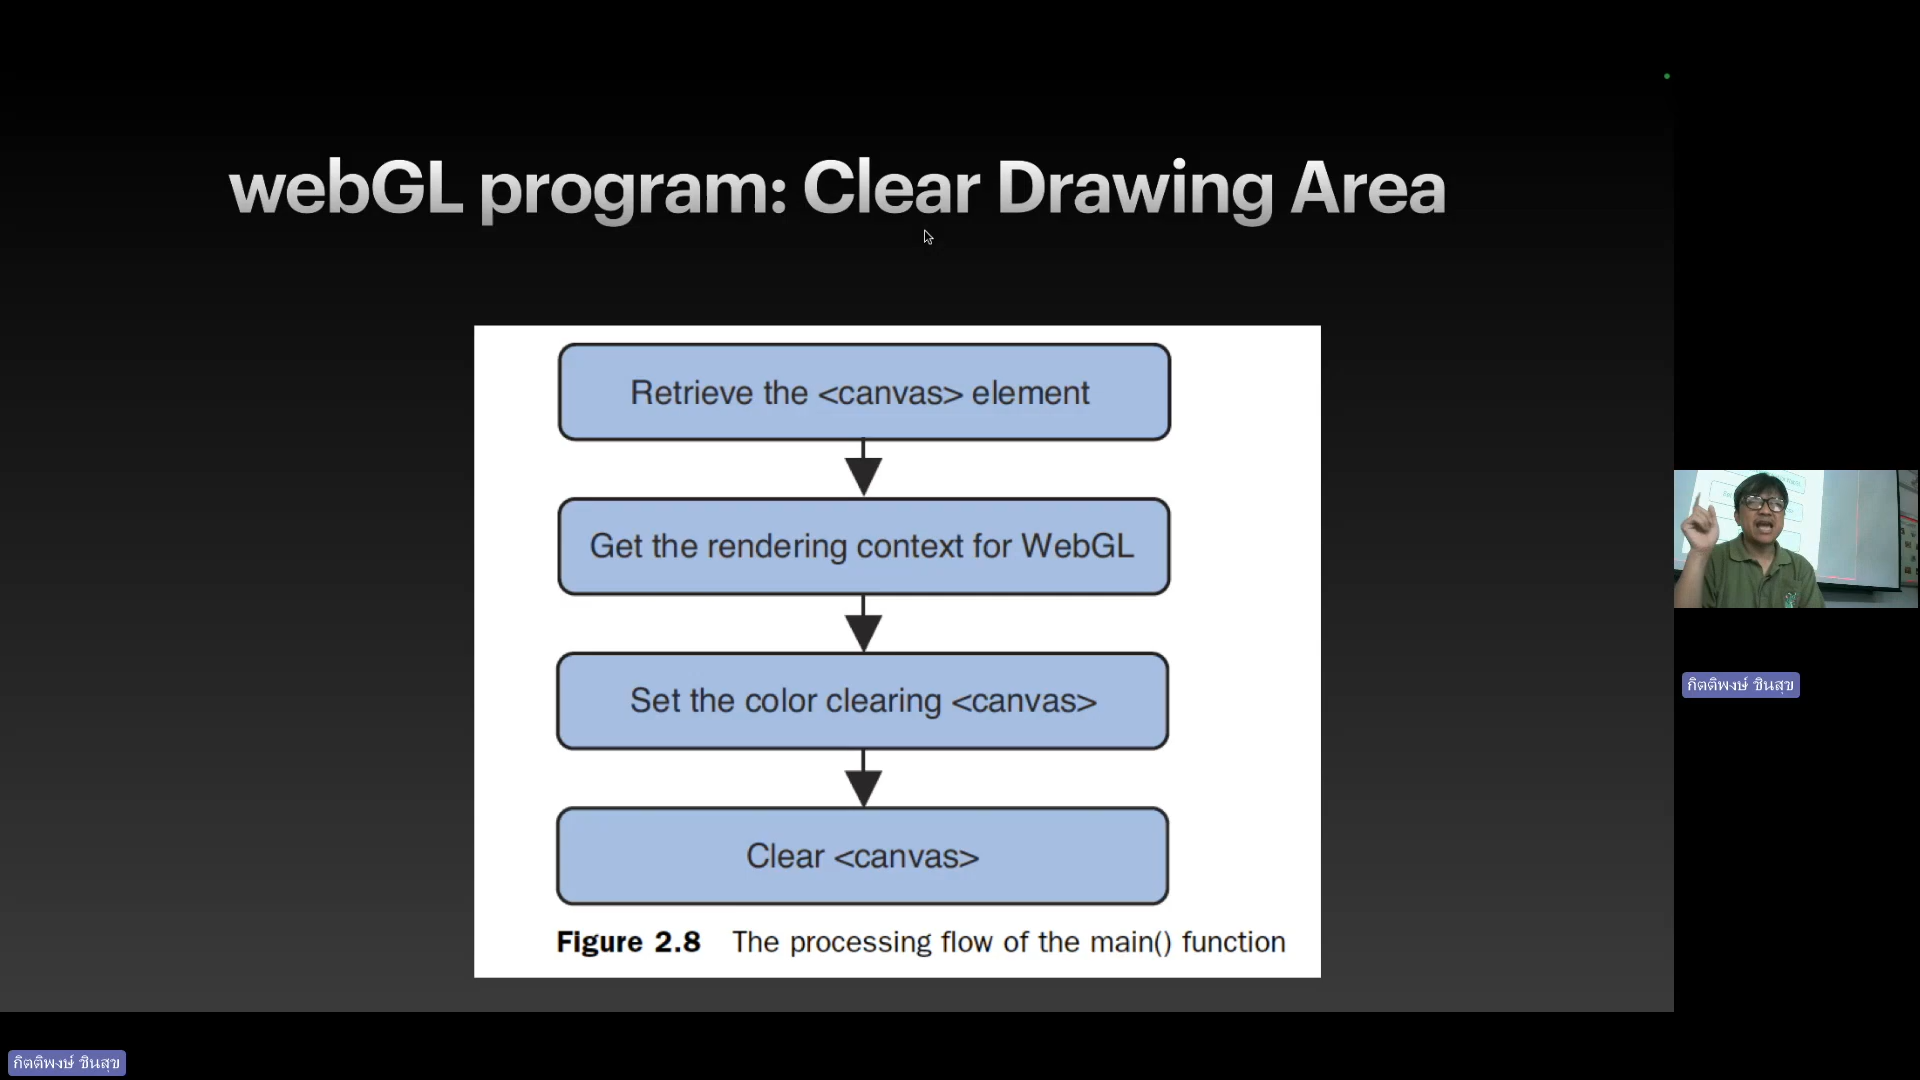 webGL program: Clear Drawing Area
Retrieve the <canvas> element
Get the rendering context for WebGL
Set the color clearing <canvas>
Clear <canvas>
Figure 2.8 The processing flow of the main() function
กิตติพงษ์ ชินสุข
กิตติพงษ์ ชินสุข